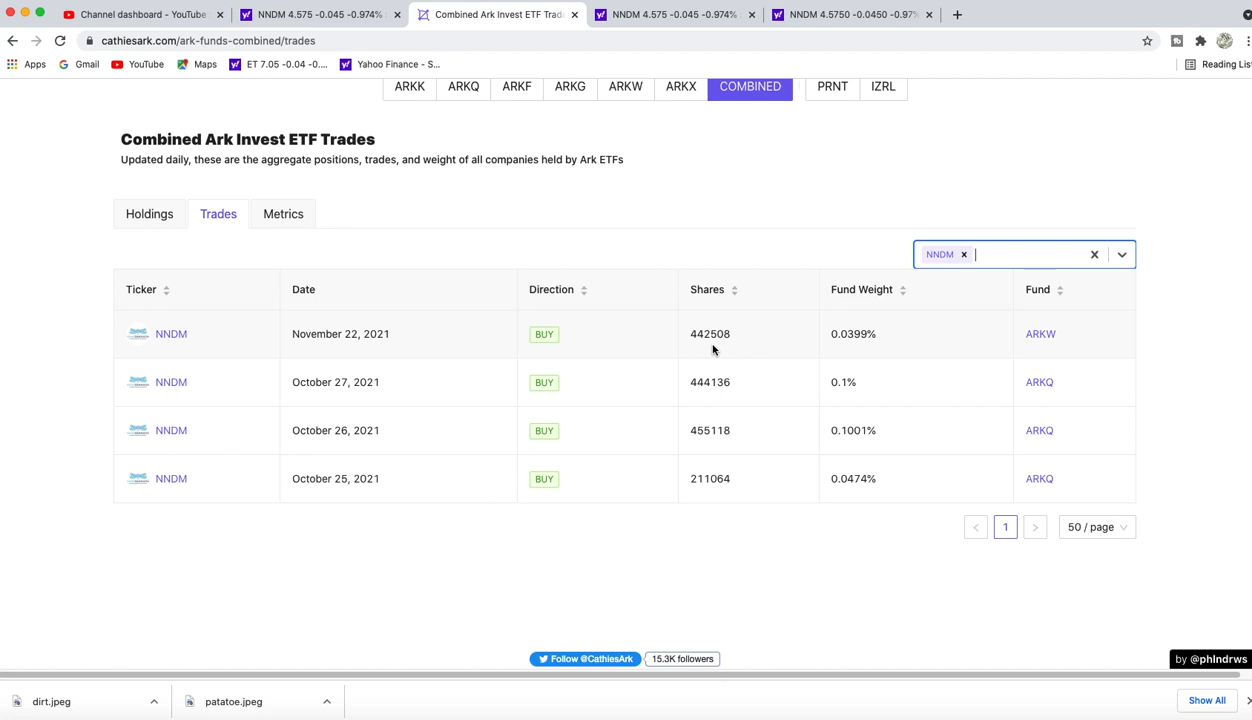 Channel dashboard - YouTube
NNDM 4.575 -0.045 -0.974%
Combined Ark Invest ETF Trad
NNDM 4.575 -0.045 -0.974%
NNDM 4.5750 -0.0450 -0.97%
cathiesark.com/ark-funds-combined/trades
Apps Gmail YouTube Maps ET 7.05 -0.04 -0.... Yahoo Finance - S... Reading List
ARKK ARKQ ARKF ARKG ARKW ARKX COMBINED PRNT IZRL
Combined Ark Invest ETF Trades
Updated daily, these are the aggregate positions, trades, and weight of all companies held by Ark ETFs
Holdings Trades Metrics
NNDM
Ticker Date Direction Shares Fund Weight Fund
NNDM November 22, 2021 BUY 442508 0.0399% ARKW
NNDM October 27, 2021 BUY 444136 0.1% ARKQ
NNDM October 26, 2021 BUY 455118 0.1001% ARKQ
NNDM October 25, 2021 BUY 211064 0.0474% ARKQ
1 50 / page
Follow @CathiesArk 15.3K followers
by @phlndrws
dirt.jpeg patatoe.jpeg Show All